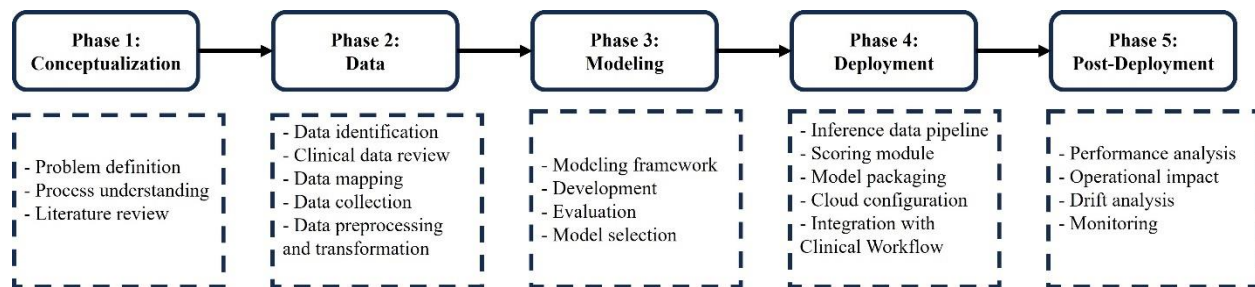 Phase 1:
Conceptualization
Phase 2:
Data
Phase 3:
Modeling
Phase 4:
Deployment
Phase 5:
Post-Deployment
- Problem definition
- Process understanding
- Literature review
- Data identification
- Clinical data review
- Data mapping
- Data collection
- Data preprocessing
and transformation
- Modeling framework
- Development
- Evaluation
- Model selection
- Inference data pipeline
- Scoring module
- Model packaging
- Cloud configuration
- Integration with
Clinical Workflow
- Performance analysis
- Operational impact
- Drift analysis
- Monitoring